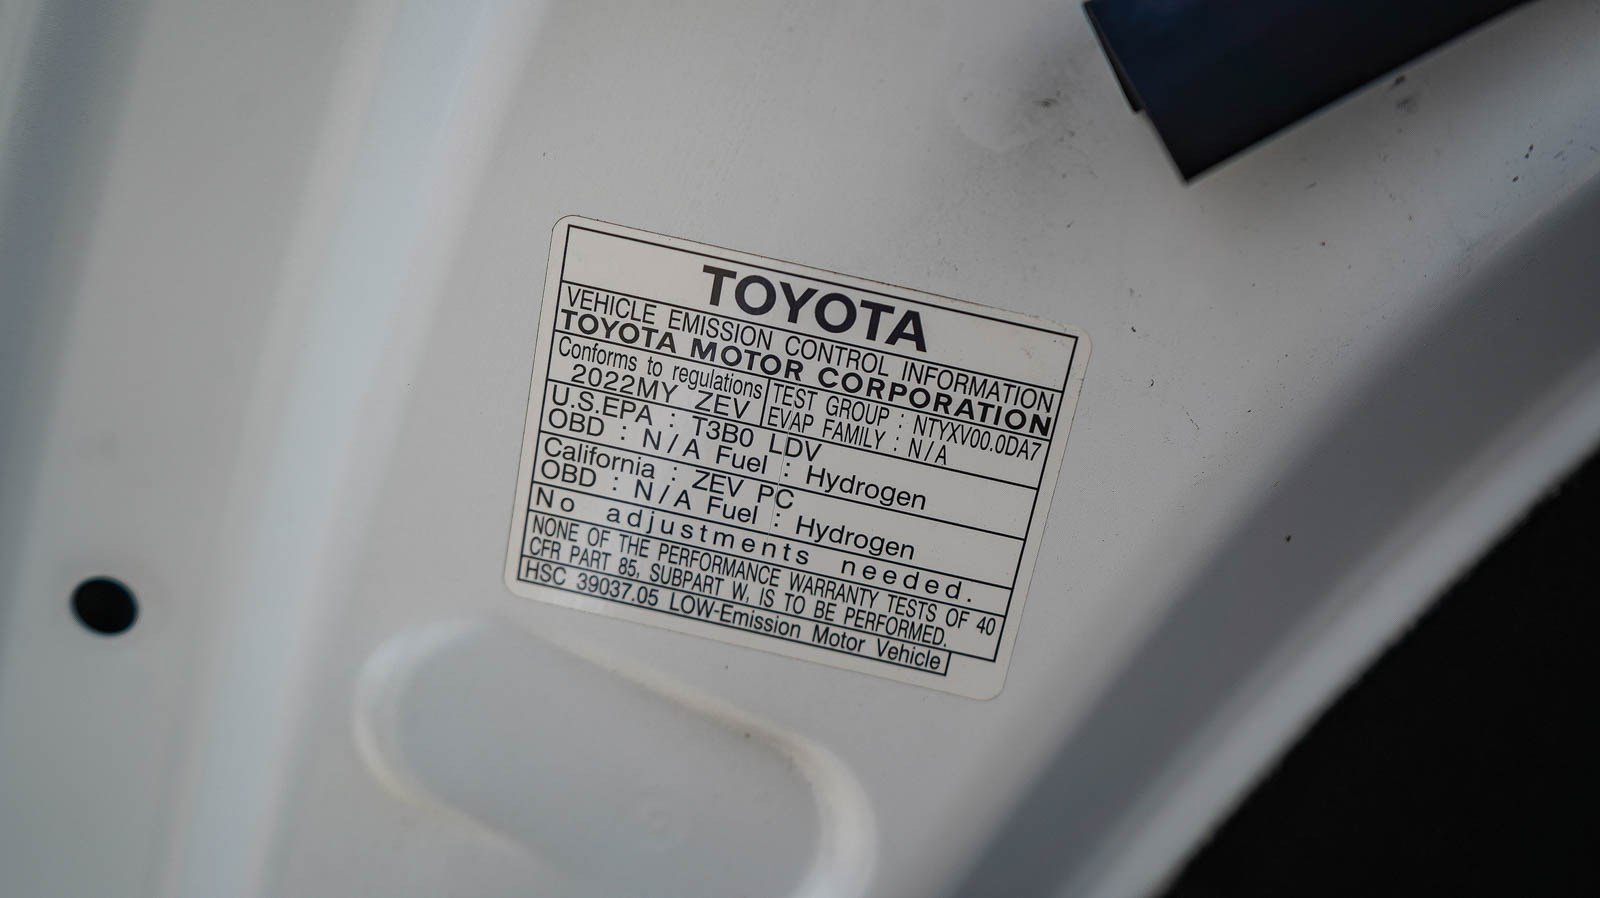 TOYOTA
VEHICLE EMISSION CONTROL INFORMATION
TOYOTA MOTOR CORPORATION
Conforms to regulations
2022MY ZEV
TEST GROUP : NTYXV00.0DA7
EVAP FAMILY : N/A
U.S.EPA : T3B0 LDV
OBD : N/A Fuel : Hydrogen
California : ZEV PC
OBD : N/A Fuel : Hydrogen
No adjustments needed.
NONE OF THE PERFORMANCE WARRANTY TESTS OF 40
CFR PART 85, SUBPART W, IS TO BE PERFORMED.
HSC 39037.05 LOW-Emission Motor Vehicle